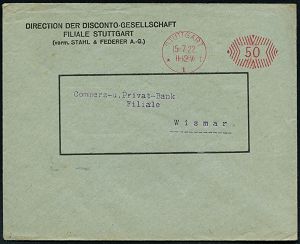 DIRECTION DER DISCONTO-GESELLSCHAFT
FILIALE STUTTGART
(vorm. STAHL & FEDERER A.-G.)
STUTTGART
15.7.22
1
50
Commerz-u.Privat-Bank
Filiale
Wismar